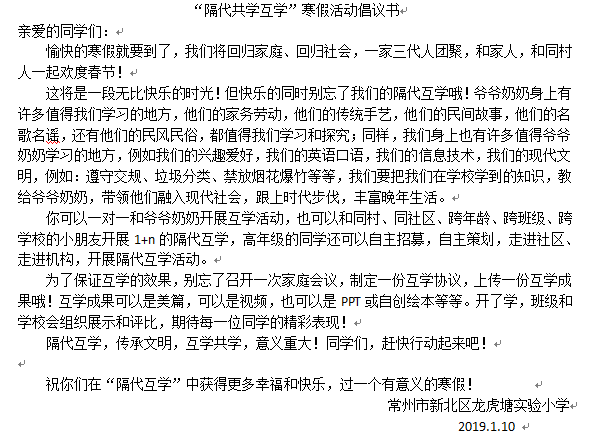 “隔代共学互学”寒假活动倡议书
亲爱的同学们：
愉快的寒假就要到了，我们将回归家庭、回归社会，一家三代人团聚，和家人，和同村
人一起欢度春节！
这将是一段无比快乐的时光！但快乐的同时别忘了我们的隔代互学哦！爷爷奶奶身上有
许多值得我们学习的地方，他们的家务劳动，他们的传统手艺，他们的民间故事，他们的名
歌名谣，还有他们的民风民俗，都值得我们学习和探究；同样，我们身上也有许多值得爷爷
奶奶学习的地方，例如我们的兴趣爱好，我们的英语口语，我们的信息技术，我们的现代文
明，例如：遵守交规、垃圾分类、禁放烟花爆竹等等，我们要把我们在学校学到的知识，教
给爷爷奶奶，带领他们融入现代社会，跟上时代步伐，丰富晚年生活。
你可以一对一和爷爷奶奶开展互学活动，也可以和同村、同社区、跨年龄、跨班级、跨
学校的小朋友开展 1+n 的隔代互学，高年级的同学还可以自主招募，自主策划，走进社区、
走进机构，开展隔代互学活动。
为了保证互学的效果，别忘了召开一次家庭会议，制定一份互学协议，上传一份互学成
果哦！互学成果可以是美篇，可以是视频，也可以是 PPT 或自创绘本等等。开了学，班级和
学校会组织展示和评比，期待每一位同学的精彩表现！
隔代互学，传承文明，互学共学，意义重大！同学们，赶快行动起来吧！
祝你们在“隔代互学”中获得更多幸福和快乐，过一个有意义的寒假！
常州市新北区龙虎塘实验小学
2019.1.10